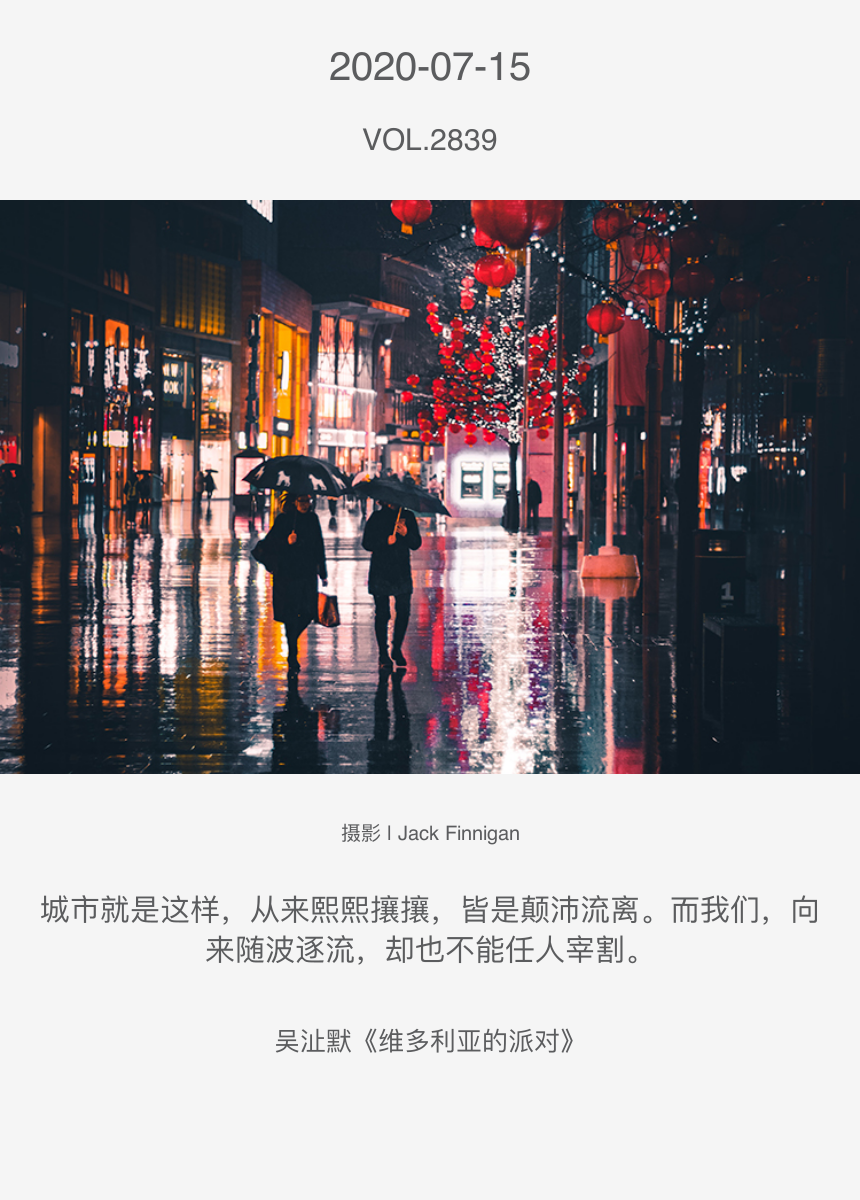 2020-07-15
VOL.2839
1
摄影 | Jack Finnigan
城市就是这样，从来熙熙攘攘，皆是颠沛流离。而我们，向
来随波逐流，却也不能任人宰割。
吴沚默《维多利亚的派对》